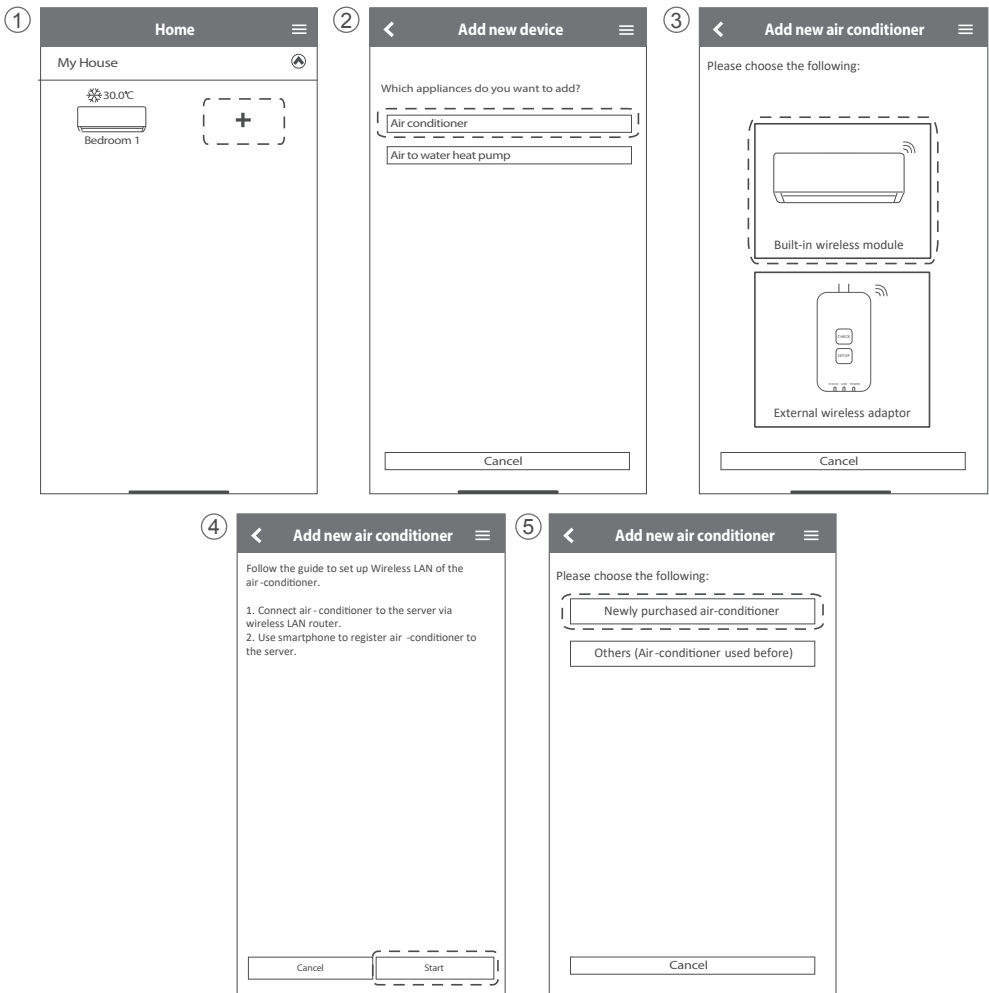 ①
Home
My House
30.0℃
+
Bedroom 1
②
Add new device
Which appliances do you want to add?
Air conditioner
Air to water heat pump
Cancel
③
Add new air conditioner
Please choose the following:
Built-in wireless module
CHECK
SETUP
External wireless adaptor
Cancel
④
Add new air conditioner
Follow the guide to set up Wireless LAN of the
air-conditioner.
1. Connect air - conditioner to the server via
wireless LAN router.
2. Use smartphone to register air -conditioner to
the server.
Cancel
Start
⑤
Add new air conditioner
Please choose the following:
Newly purchased air-conditioner
Others (Air-conditioner used before)
Cancel